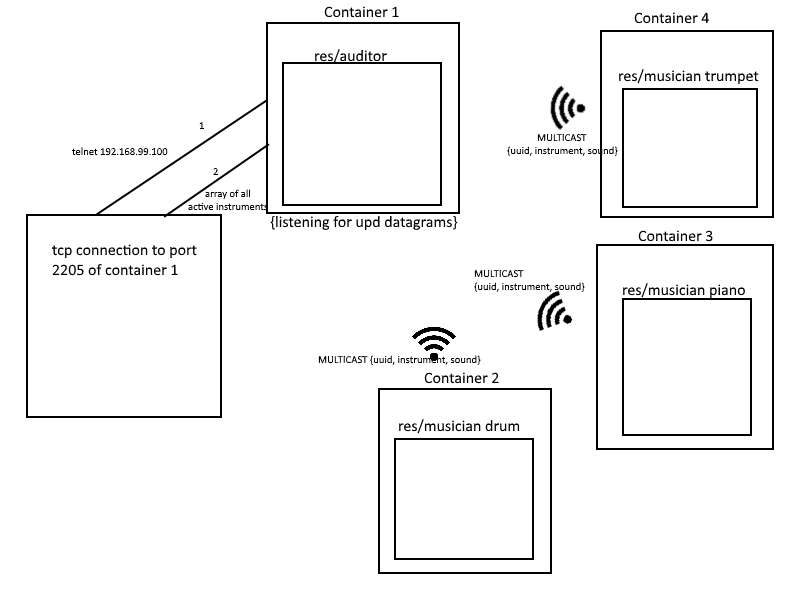 Container 1
res/auditor
1
telnet 192.168.99.100
2
array of all
active instruments
{listening for upd datagrams}
tcp connection to port
2205 of container 1
Container 4
res/musician trumpet
MULTICAST
{uuid, instrument, sound}
Container 3
res/musician piano
MULTICAST
{uuid, instrument, sound}
MULTICAST {uuid, instrument, sound}
Container 2
res/musician drum